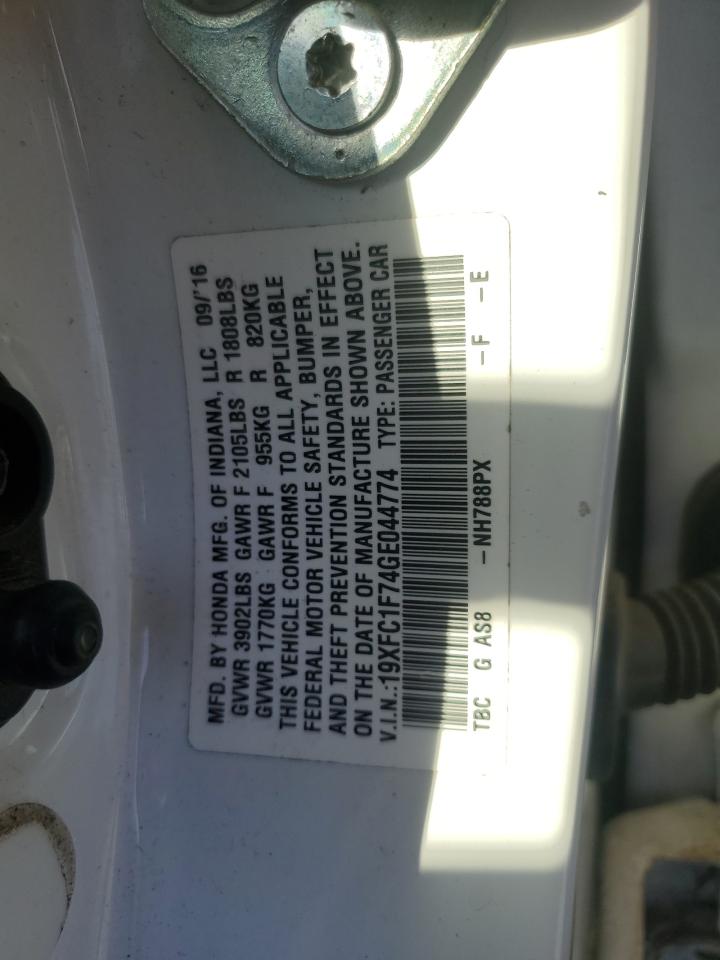 MFD. BY HONDA MFG. OF INDIANA, LLC 09/'16
GVWR 3902LBS GAWR F 2105LBS R 1808LBS
GVWR 1770KG GAWR F 955KG R 820KG
THIS VEHICLE CONFORMS TO ALL APPLICABLE
FEDERAL MOTOR VEHICLE SAFETY, BUMPER,
AND THEFT PREVENTION STANDARDS IN EFFECT
ON THE DATE OF MANUFACTURE SHOWN ABOVE.
V.I.N.:19XFC1F74GE044774 TYPE: PASSENGER CAR
TBC G AS8 -NH788PX -F -E